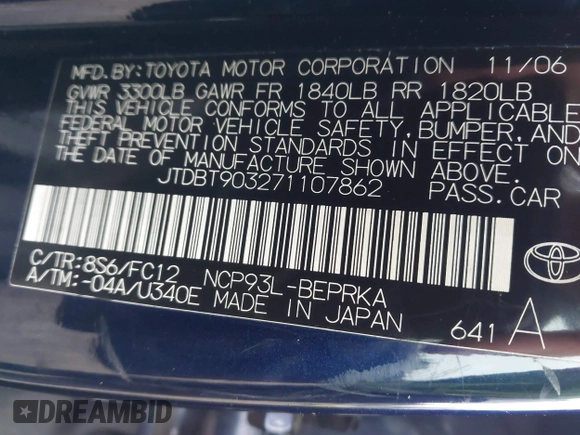 MFD.BY:TOYOTA MOTOR CORPORATION 11/06
GVWR 3300LB GAWR FR 1840LB RR 1820LB
THIS VEHICLE CONFORMS TO ALL APPLICABLE
FEDERAL MOTOR VEHICLE SAFETY,BUMPER,AND
THEFT PREVENTION STANDARDS IN EFFECT ON
THE DATE OF MANUFACTURE SHOWN ABOVE.
JTDBT903271107862 PASS.CAR
C/TR:8S6/FC12 NCP93L-BEPRKA
A/TM:-04A/U340E MADE IN JAPAN
641 A
DREAMBID